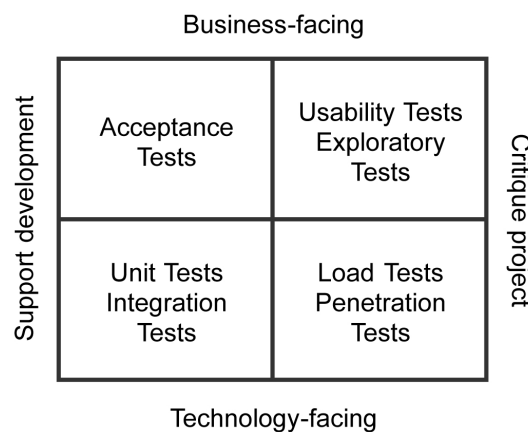 Business-facing
Support development
Acceptance
Tests
Usability Tests
Exploratory
Tests
Critique project
Unit Tests
Integration
Tests
Load Tests
Penetration
Tests
Technology-facing